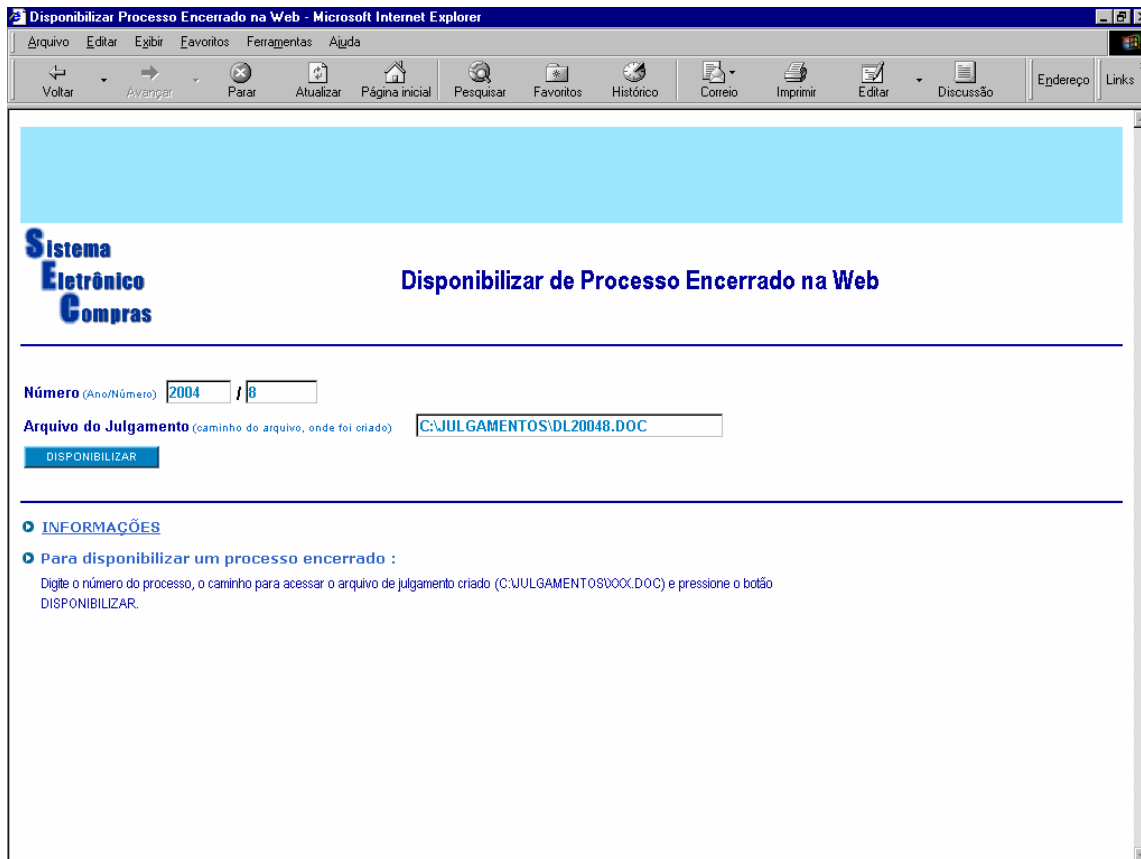 Disponibilizar Processo Encerrado na Web - Microsoft Internet Explorer
Arquivo Editar Exibir Favoritos Ferramentas Ajuda
Voltar Avançar Parar Atualizar Página inicial Pesquisar Favoritos Histórico Correio Imprimir Editar Discussão Endereço Links
Sistema
Eletrônico
Compras
Disponibilizar de Processo Encerrado na Web
Número (Ano/Número) 2004 / 8
Arquivo do Julgamento (caminho do arquivo, onde foi criado) C:\JULGAMENTOS\DL20048.DOC
DISPONIBILIZAR
INFORMAÇÕES
Para disponibilizar um processo encerrado :
Digite o número do processo, o caminho para acessar o arquivo de julgamento criado (C:\JULGAMENTOS\XXX.DOC) e pressione o botão
DISPONIBILIZAR.